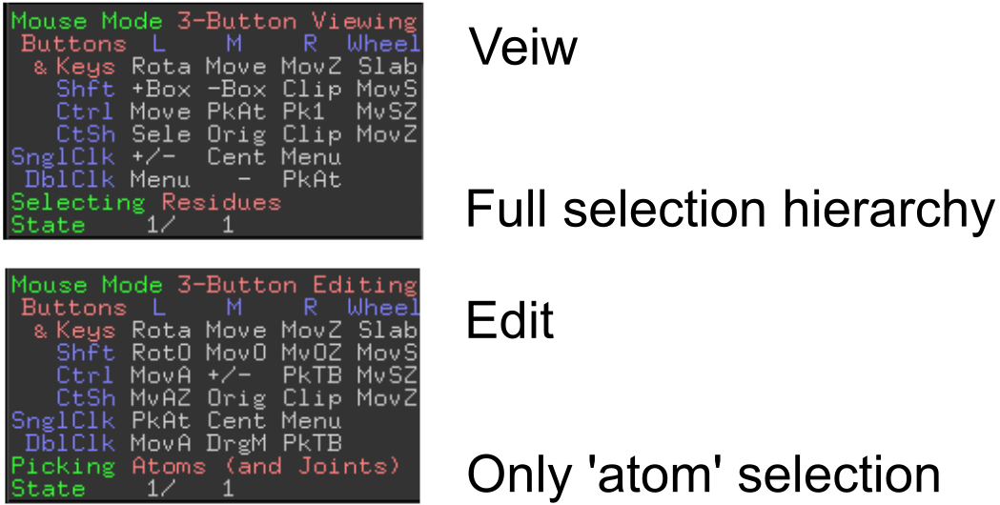 Mouse Mode 3-Button Viewing
Buttons L M R Wheel
& Keys Rota Move MovZ Slab
Shft +Box -Box Clip MovS
Ctrl Move PkAt Pk1 MvSZ
CtSh Sele Orig Clip MovZ
SnglClk +/- Cent Menu
DblClk Menu - PkAt
Selecting Residues
State 1/ 1
Veiw
Full selection hierarchy
Mouse Mode 3-Button Editing
Buttons L M R Wheel
& Keys Rota Move MovZ Slab
Shft RotO MovO MvOZ MovS
Ctrl MovA +/- PkTB MvSZ
CtSh MvAZ Orig Clip MovZ
SnglClk PkAt Cent Menu
DblClk MovA DrgM PkTB
Picking Atoms (and Joints)
State 1/ 1
Edit
Only 'atom' selection